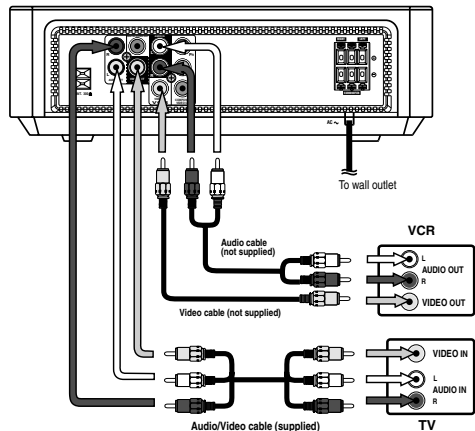 AC
To wall outlet
VCR
Audio cable
(not supplied)
L
AUDIO OUT
R
VIDEO OUT
Video cable (not supplied)
VIDEO IN
L
AUDIO IN
R
TV
Audio/Video cable (supplied)